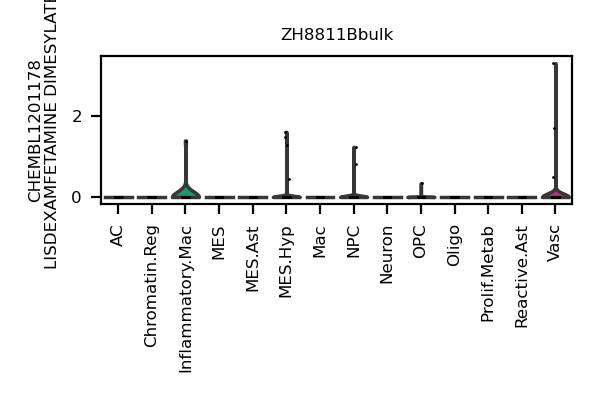 ZH8811Bbulk
CHEMBL1201178
LISDEXAMFETAMINE DIMESYLATE
2
0
AC
Chromatin.Reg
Inflammatory.Mac
MES
MES.Ast
MES.Hyp
Mac
NPC
Neuron
OPC
Oligo
Prolif.Metab
Reactive.Ast
Vasc